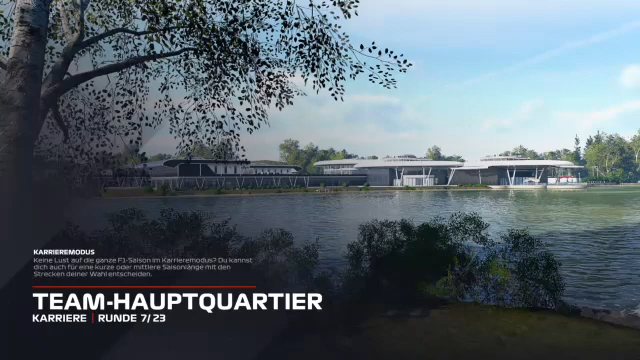 KARRIEREMODUS
Keine Lust auf die ganze F1-Saison im Karrieremodus? Du kannst
dich auch für eine kurze oder mittlere Saisonlänge mit den
Strecken deiner Wahl entscheiden.
TEAM-HAUPTQUARTIER
KARRIERE | RUNDE 7/23